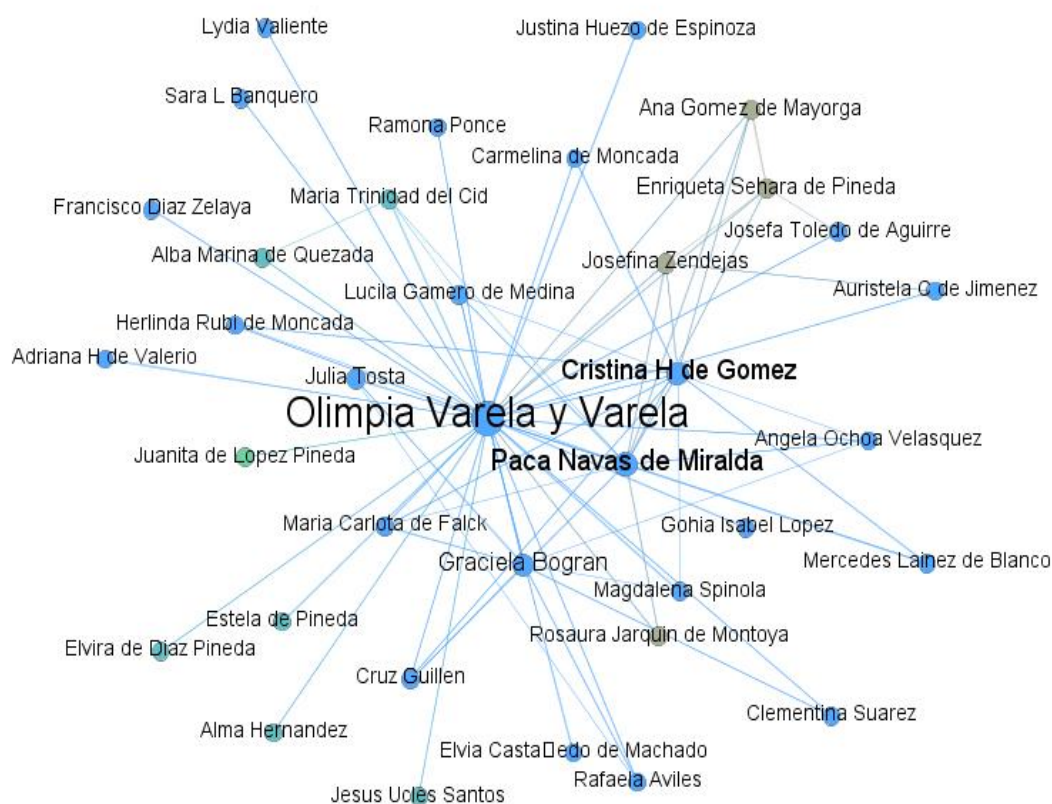 Lydia Valiente
Justina Huezo de Espinoza
Sara L Banquero
Ana Gomez de Mayorga
Ramona Ponce
Carmelina de Moncada
Enriqueta Sehara de Pineda
Maria Trinidad del Cid
Francisco Diaz Zelaya
Josefa Toledo de Aguirre
Alba Marina de Quezada
Josefina Zendejas
Lucila Gamero de Medina
Auristela C de Jimenez
Herlinda Rubi de Moncada
Adriana H de Valerio
Cristina H de Gomez
Julia Tosta
Olimpia Varela y Varela
Angela Ochoa Velasquez
Juanita de Lopez Pineda
Paca Navas de Miralda
Maria Carlota de Falck
Gohia Isabel Lopez
Graciela Bogran
Mercedes Lainez de Blanco
Magdalena Spinola
Estela de Pineda
Rosaura Jarquin de Montoya
Elvira de Diaz Pineda
Cruz Guillen
Clementina Suarez
Alma Hernandez
Elvia Casta▯edo de Machado
Rafaela Aviles
Jesus Ucles Santos